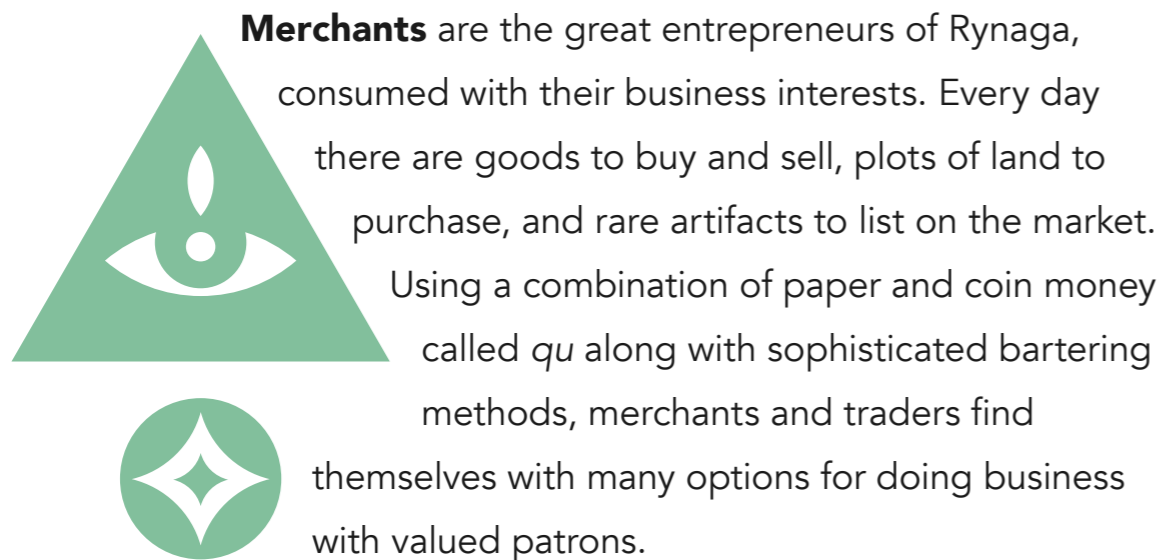 Merchants are the great entrepreneurs of Rynaga,
consumed with their business interests. Every day
there are goods to buy and sell, plots of land to
purchase, and rare artifacts to list on the market.
Using a combination of paper and coin money
called qu along with sophisticated bartering
methods, merchants and traders find
themselves with many options for doing business
with valued patrons.